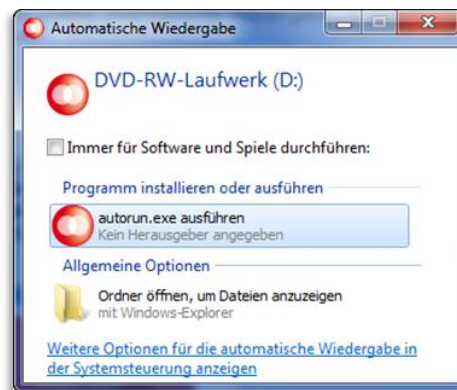 Automatische Wiedergabe
DVD-RW-Laufwerk (D:)
Immer für Software und Spiele durchführen:
Programm installieren oder ausführen
autorun.exe ausführen
Kein Herausgeber angegeben
Allgemeine Optionen
Ordner öffnen, um Dateien anzuzeigen
mit Windows-Explorer
Weitere Optionen für die automatische Wiedergabe in
der Systemsteuerung anzeigen